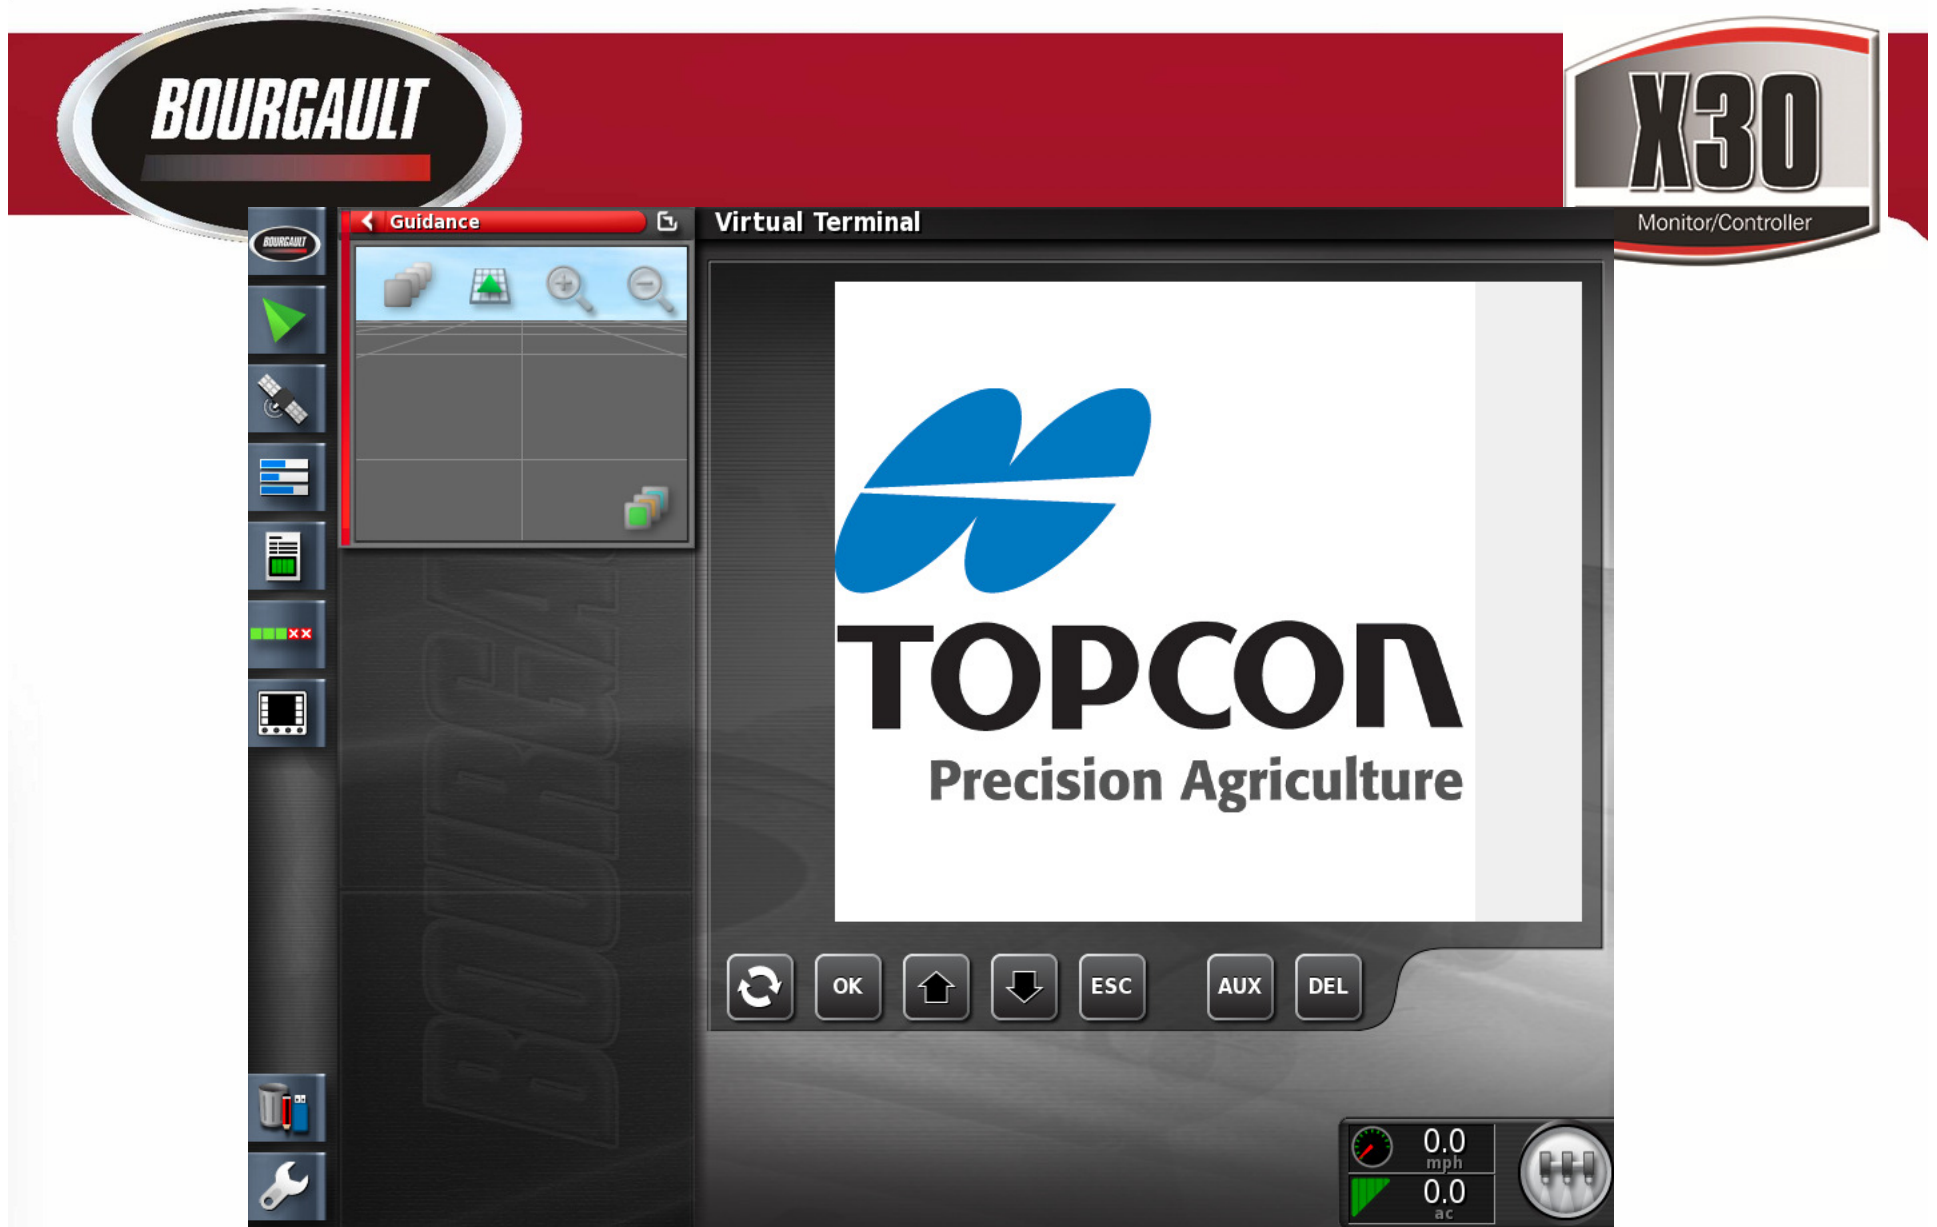 BOURGAULT
X30
Monitor/Controller
BOURGAULT
Guidance
Virtual Terminal
TOPCON
Precision Agriculture
BOURGA
OK
ESC
AUX
DEL
0.0
mph
0.0
ac